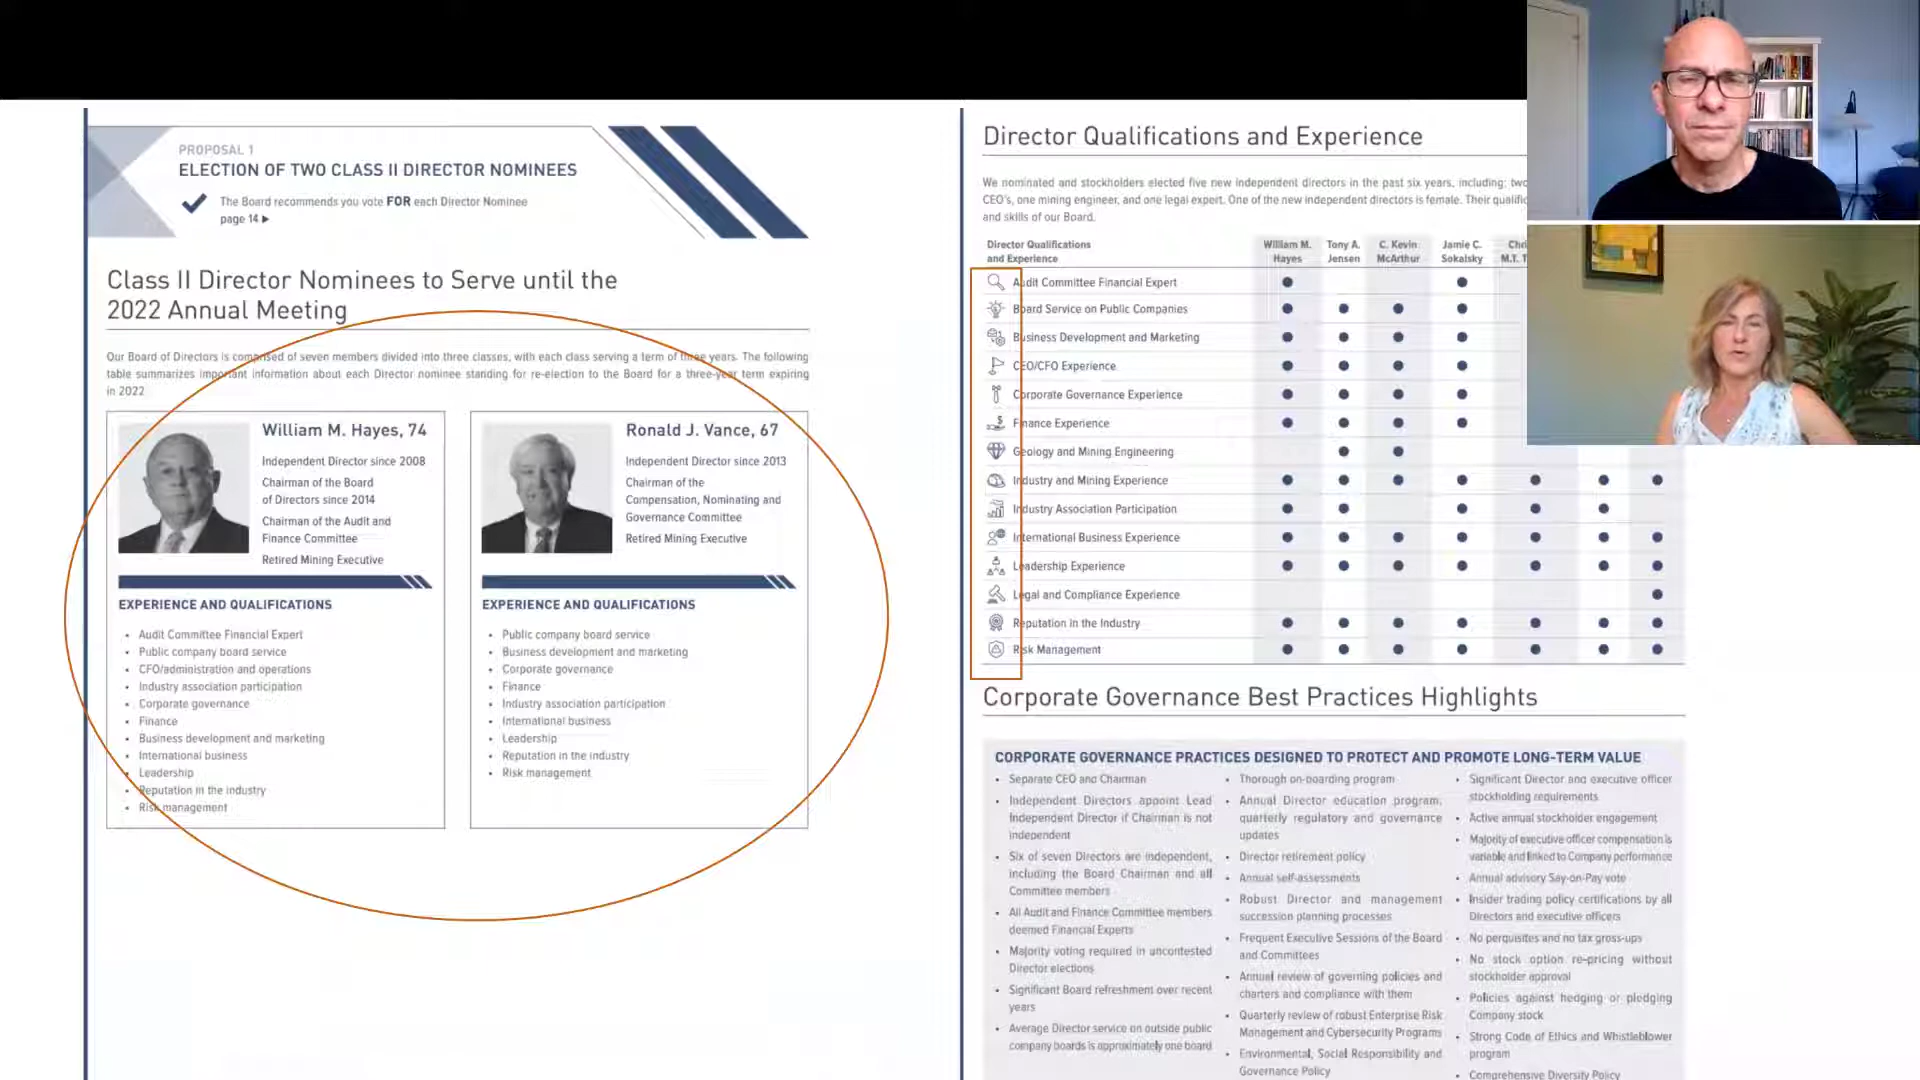 PROPOSAL 1
ELECTION OF TWO CLASS II DIRECTOR NOMINEES
The Board recommends you vote FOR each Director Nominee
page 14 ▶
Class II Director Nominees to Serve until the
2022 Annual Meeting
Our Board of Directors is comprised of seven members divided into three classes, with each class serving a term of three years. The following
table summarizes important information about each Director nominee standing for re-election to the Board for a three-year term expiring
in 2022
William M. Hayes, 74
Independent Director since 2008
Chairman of the Board
of Directors since 2014
Chairman of the Audit and
Finance Committee
Retired Mining Executive
EXPERIENCE AND QUALIFICATIONS
• Audit Committee Financial Expert
• Public company board service
• CFO/administration and operations
• Industry association participation
• Corporate governance
• Finance
• Business development and marketing
• International business
• Leadership
• Reputation in the industry
• Risk management
Ronald J. Vance, 67
Independent Director since 2013
Chairman of the
Compensation, Nominating and
Governance Committee
Retired Mining Executive
EXPERIENCE AND QUALIFICATIONS
• Public company board service
• Business development and marketing
• Corporate governance
• Finance
• Industry association participation
• International business
• Leadership
• Reputation in the industry
• Risk management
Director Qualifications and Experience
We nominated and stockholders elected five new independent directors in the past six years, including: two
CEO's, one mining engineer, and one legal expert. One of the new independent directors is female. Their
and skills of our Board.
Director Qualifications
and Experience
William M.
Hayes
Tony A.
Jensen
C. Kevin
McArthur
Jamie C.
Sokalsky
M.T.
Audit Committee Financial Expert
Board Service on Public Companies
Business Development and Marketing
CEO/CFO Experience
Corporate Governance Experience
Finance Experience
Geology and Mining Engineering
Industry and Mining Experience
Industry Association Participation
International Business Experience
Leadership Experience
Legal and Compliance Experience
Reputation in the Industry
Risk Management
Corporate Governance Best Practices Highlights
CORPORATE GOVERNANCE PRACTICES DESIGNED TO PROTECT AND PROMOTE LONG-TERM VALUE
• Separate CEO and Chairman
• Independent Directors appoint Lead
Independent Director if Chairman is not
independent
• Six of seven Directors are independent,
including the Board Chairman and all
Committee members
• All Audit and Finance Committee members
deemed Financial Experts
• Majority voting required in uncontested
Director elections
• Significant Board refreshment over recent
years
• Average Director service on outside public
company boards is approximately one board
• Thorough on-boarding program
• Annual Director education program,
quarterly regulatory and governance
updates
• Director retirement policy
• Annual self-assessments
• Robust Director and management
succession planning processes
• Frequent Executive Sessions of the Board
and Committees
• Annual review of governing policies and
charters and compliance with them
• Quarterly review of robust Enterprise Risk
Management and Cybersecurity Programs
• Environmental, Social Responsibility and
Governance Policy
• Significant Director and executive officer
stockholding requirements
• Active annual stockholder engagement
• Majority of executive officer compensation is
variable and linked to Company performance
• Annual advisory Say-on-Pay vote
• Insider trading policy certifications by all
Directors and executive officers
• No perquisites and no tax gross-ups
• No stock option re-pricing without
stockholder approval
• Policies against hedging or pledging
Company stock
• Strong Code of Ethics and Whistleblower
program
• Comprehensive Diversity Policy